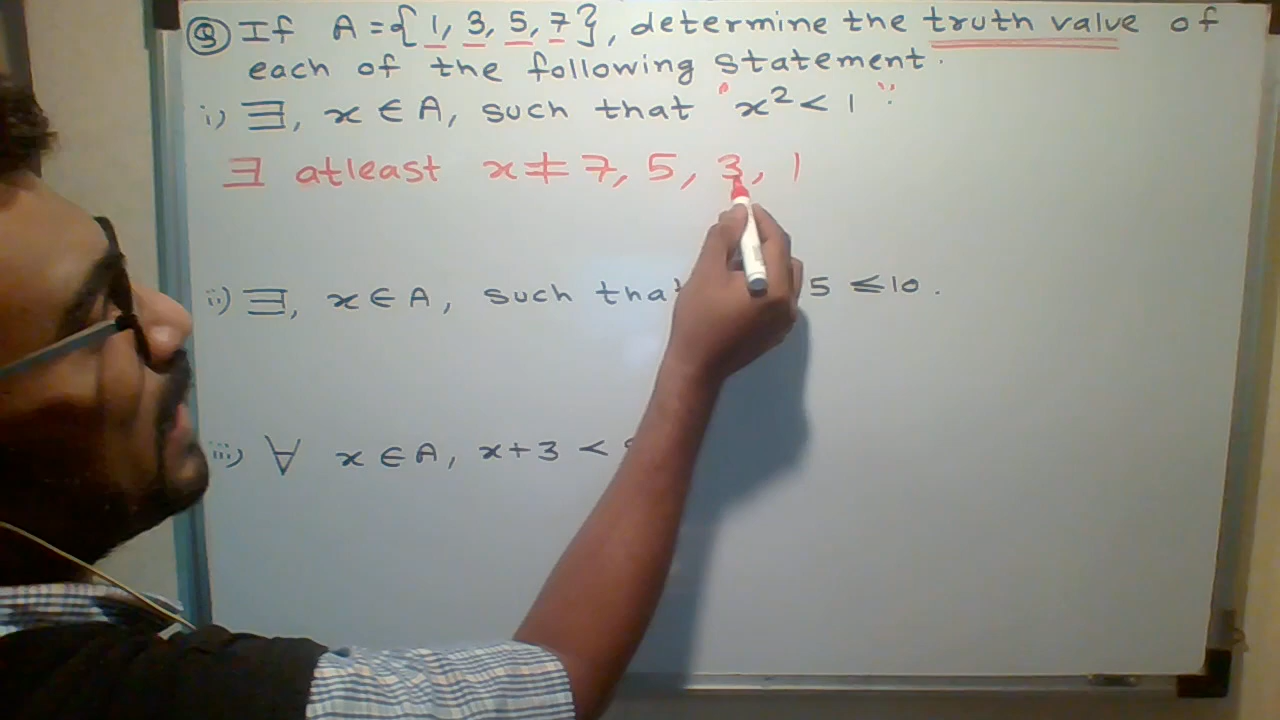 Q If A = {1, 3, 5, 7}, determine the truth value of
each of the following statement.
i) ∃, x ∈ A, such that "x² < 1".
∃ atleast x ≠ 7, 5, 3, 1
ii) ∃, x ∈ A, such that 5 ≤ 10.
iii) ∀ x ∈ A, x + 3 <